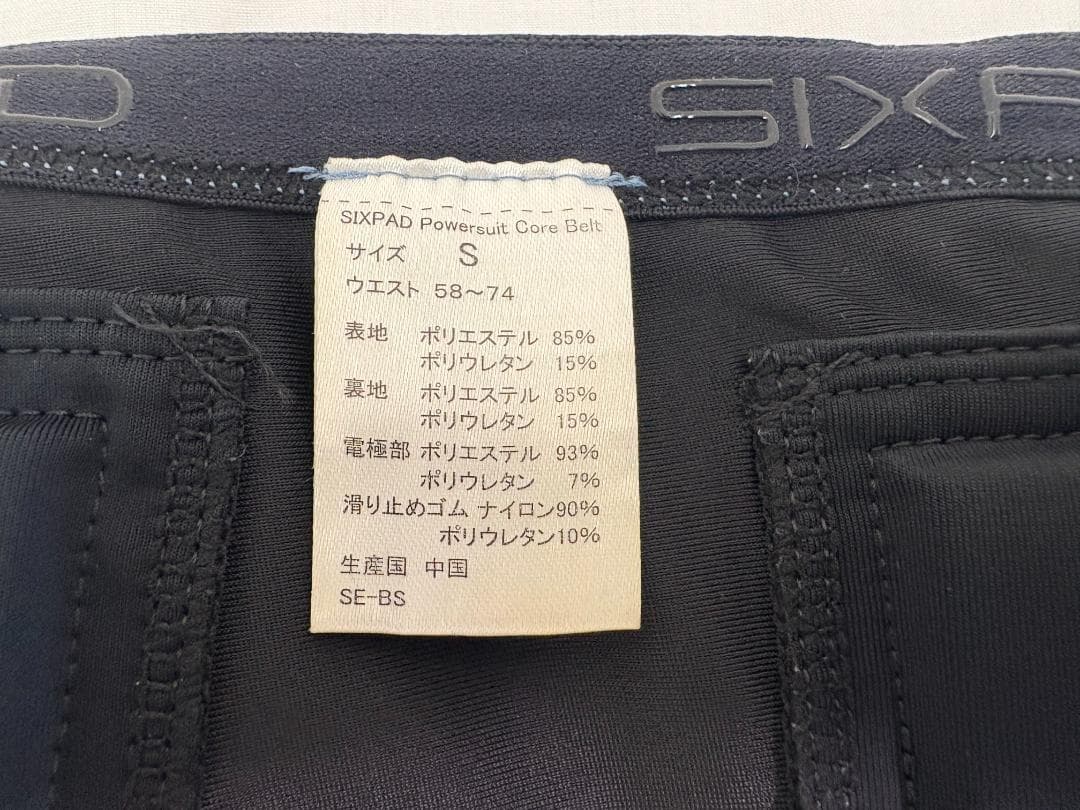 D SIXP
SIXPAD Powersuit Core Belt
サイズ S
ウエスト 58～74
表地 ポリエステル 85%
ポリウレタン 15%
裏地 ポリエステル 85%
ポリウレタン 15%
電極部 ポリエステル 93%
ポリウレタン 7%
滑り止めゴム ナイロン90%
ポリウレタン10%
生産国 中国
SE-BS